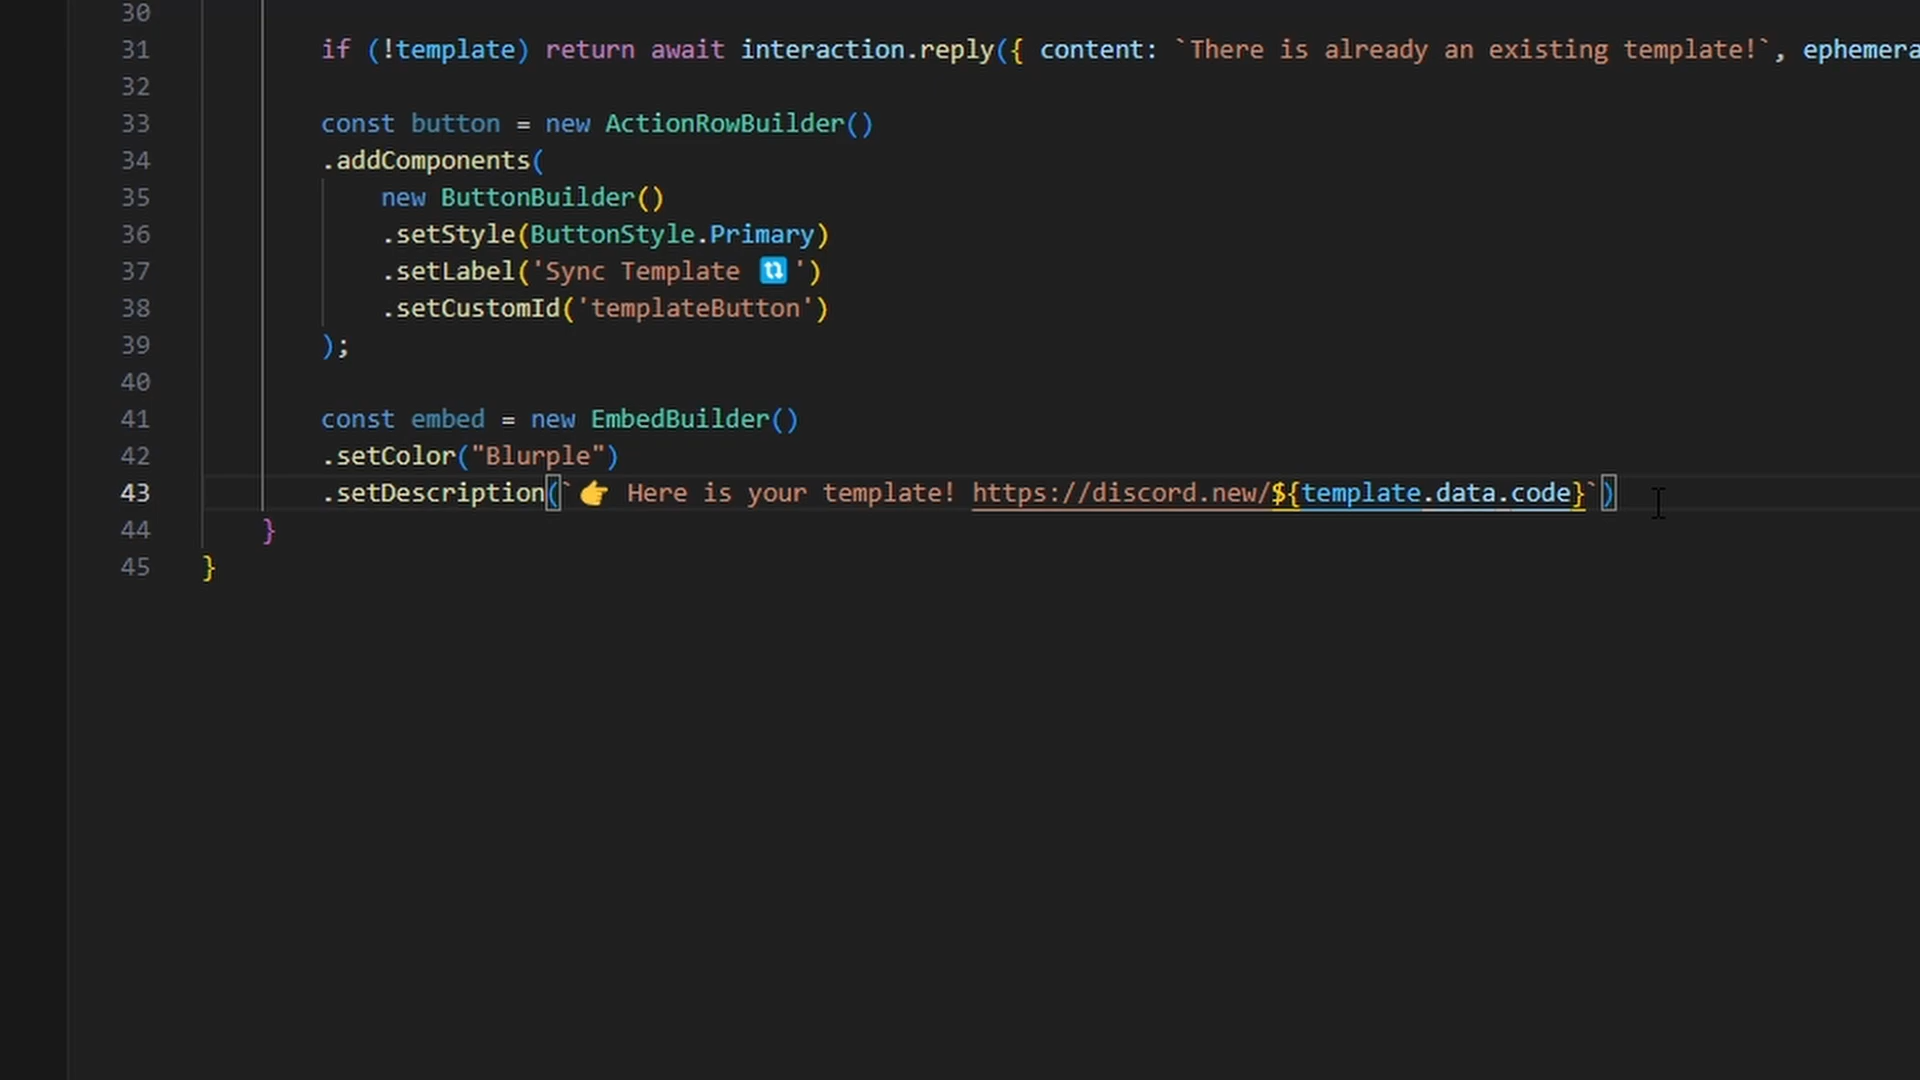 30
31 if (!template) return await interaction.reply({ content: `There is already an existing template!`, ephemera
32
33 const button = new ActionRowBuilder()
34 .addComponents(
35 new ButtonBuilder()
36 .setStyle(ButtonStyle.Primary)
37 .setLabel('Sync Template 🔃 ')
38 .setCustomId('templateButton')
39 );
40
41 const embed = new EmbedBuilder()
42 .setColor("Blurple")
43 .setDescription(`👉 Here is your template! https://discord.new/${template.data.code}`)
44 }
45 }